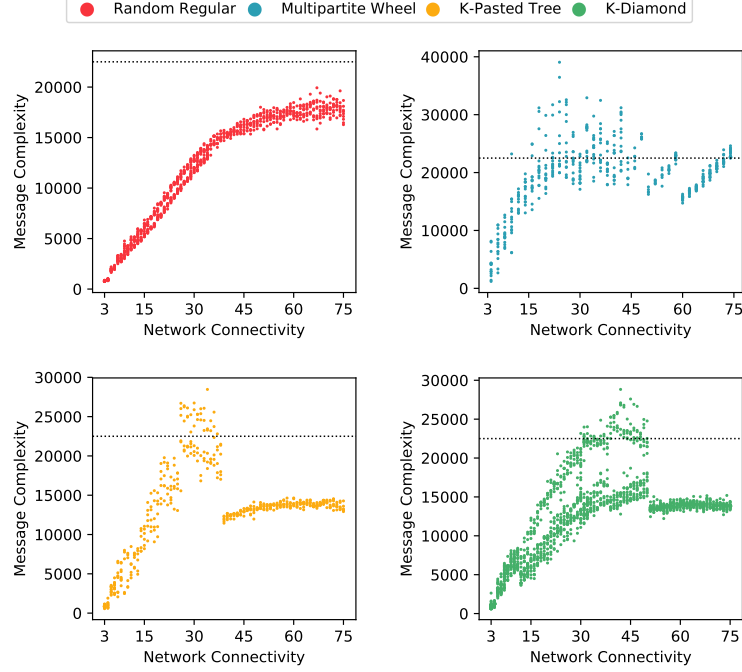 Random Regular Multipartite Wheel K-Pasted Tree K-Diamond
Message Complexity
20000
15000
10000
5000
0
3 15 30 45 60 75
Network Connectivity
Message Complexity
40000
30000
20000
10000
0
3 15 30 45 60 75
Network Connectivity
Message Complexity
30000
25000
20000
15000
10000
5000
0
3 15 30 45 60 75
Network Connectivity
Message Complexity
30000
25000
20000
15000
10000
5000
0
3 15 30 45 60 75
Network Connectivity